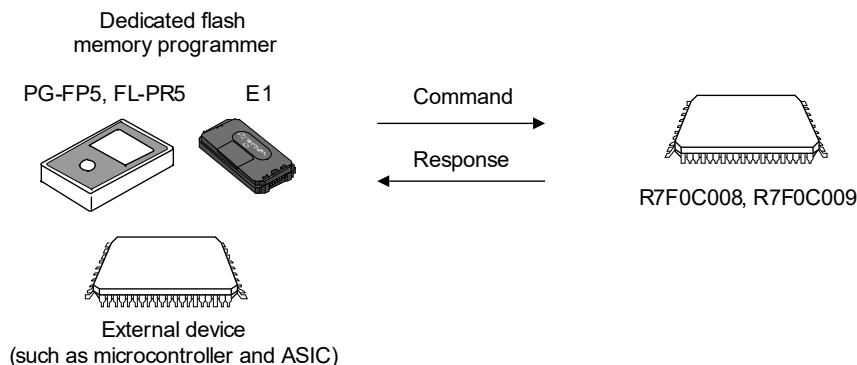 Dedicated flash
memory programmer
PG-FP5, FL-PR5
E1
Command
Response
R7F0C008, R7F0C009
External device
(such as microcontroller and ASIC)